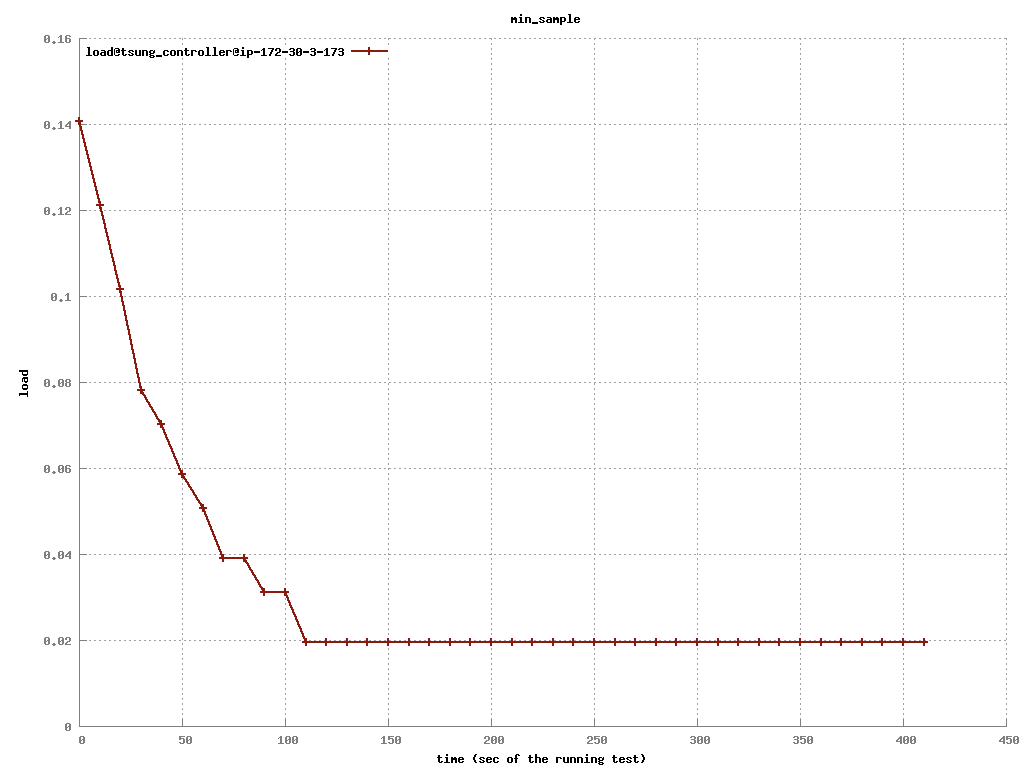 min_sample
load@tsung_controller@ip-172-30-3-173
0.16
0.14
0.12
0.1
0.08
0.06
0.04
0.02
0
load
0 50 100 150 200 250 300 350 400 450
time (sec of the running test)